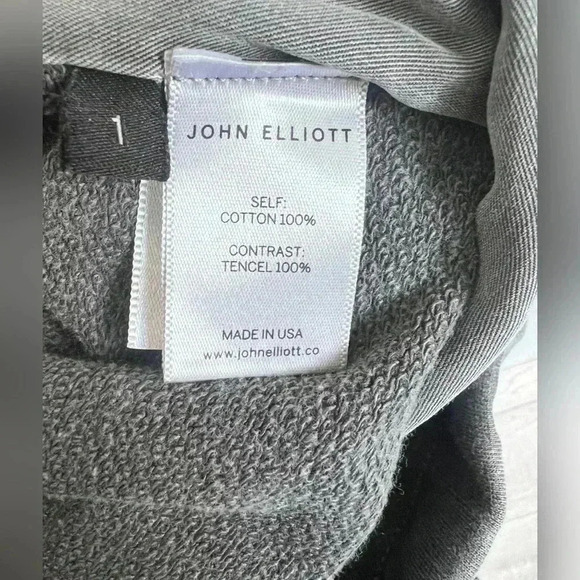 1
JOHN ELLIOTT
SELF:
COTTON 100%
CONTRAST:
TENCEL 100%
MADE IN USA
www.johnelliott.co